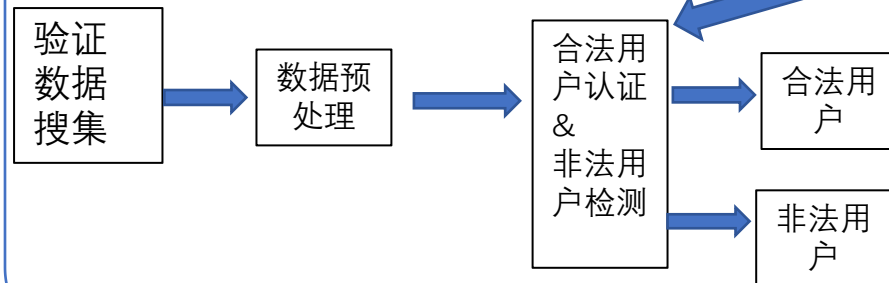 验证
数据
搜集
数据预
处理
合法用
户认证
&
非法用
户检测
合法用
户
非法用
户